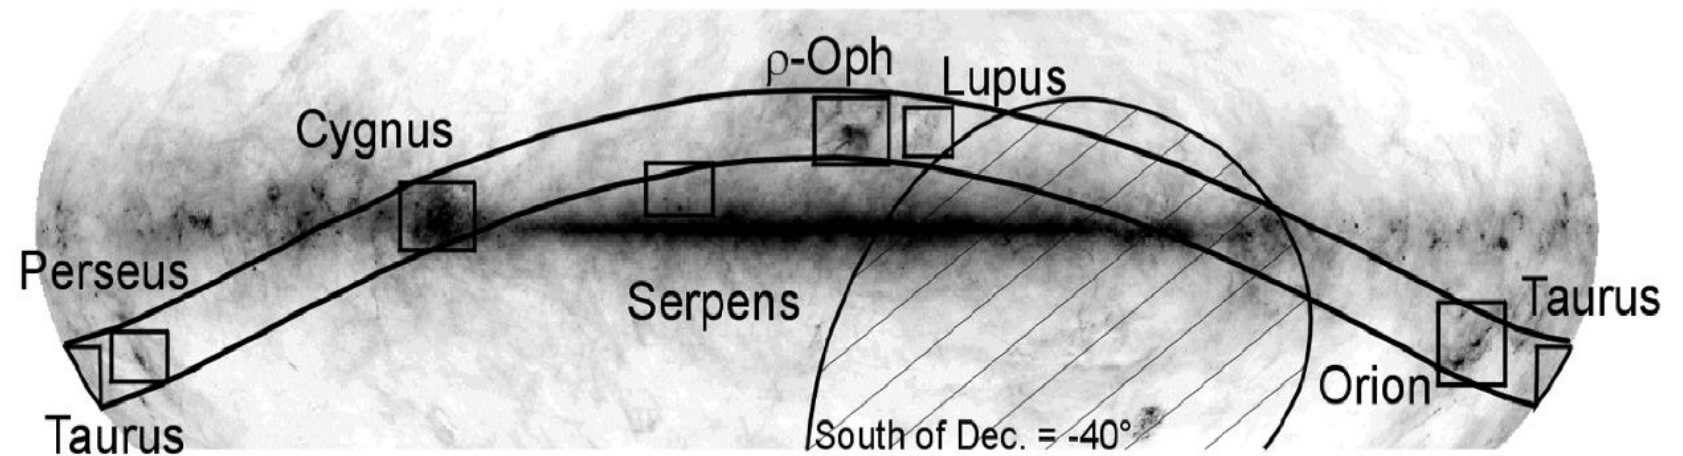 ρ-Oph
Lupus
Cygnus
Perseus
Serpens
Taurus
Orion
Taurus
South of Dec. = -40°